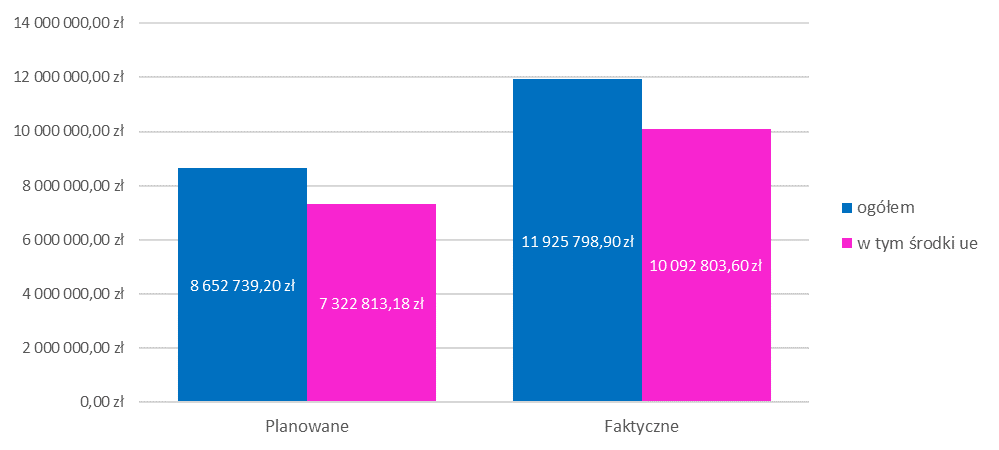 14 000 000,00 zł
12 000 000,00 zł
10 000 000,00 zł
8 000 000,00 zł
6 000 000,00 zł
4 000 000,00 zł
2 000 000,00 zł
0,00 zł
8 652 739,20 zł
7 322 813,18 zł
11 925 798,90 zł
10 092 803,60 zł
Planowane
Faktyczne
ogółem
w tym środki ue